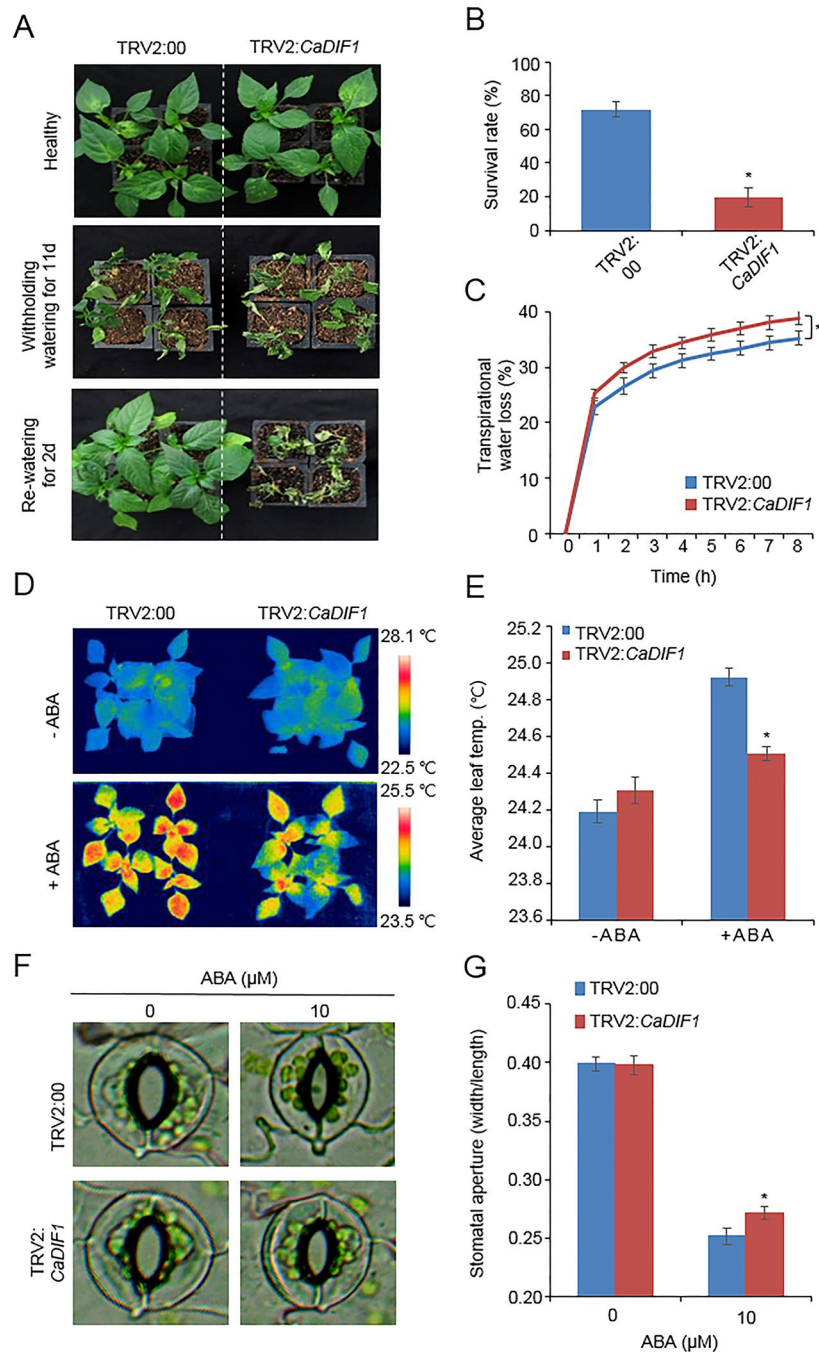 A
TRV2:00
TRV2:CaDIF1
Healthy
Withholding
watering for 11d
Re-watering
for 2d
B
Survival rate (%)
100
80
60
40
20
0
TRV2:
00
TRV2:
CaDIF1
*
C
Transpirational
water loss (%)
40
30
20
10
0
0 1 2 3 4 5 6 7 8
Time (h)
TRV2:00
TRV2:CaDIF1
*
D
TRV2:00
TRV2:CaDIF1
- ABA
28.1 °C
22.5 °C
+ ABA
25.5 °C
23.5 °C
E
Average leaf temp. (°C)
25.2
25.0
24.8
24.6
24.4
24.2
24.0
23.8
23.6
TRV2:00
TRV2:CaDIF1
*
-ABA
+ABA
F
ABA (µM)
0
10
TRV2:00
TRV2:
CaDIF1
G
Stomatal aperture (width/length)
0.45
0.40
0.35
0.30
0.25
0.20
TRV2:00
TRV2:CaDIF1
*
0
10
ABA (µM)